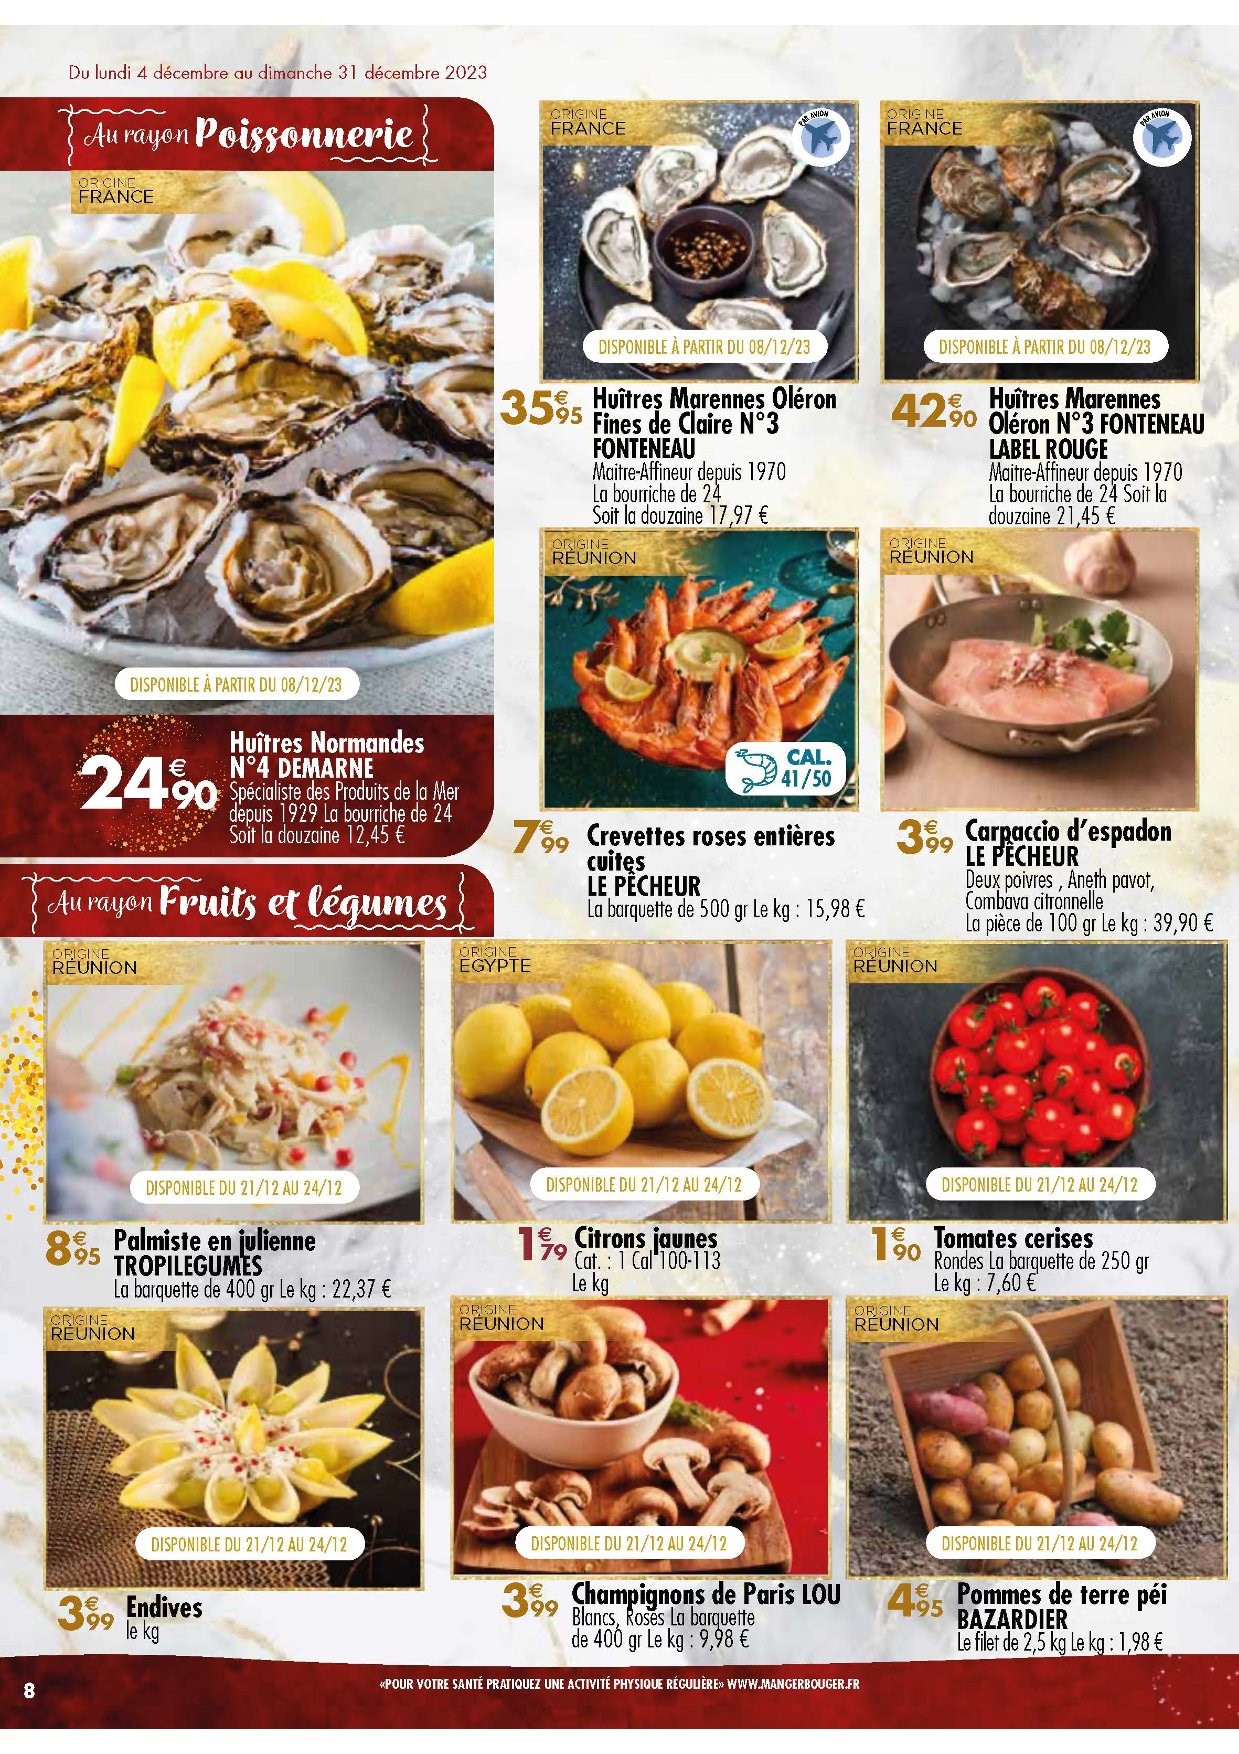 Du lundi 4 décembre au dimanche 31 décembre 2023
Au rayon Poissonnerie
ORIGINE
FRANCE
DISPONIBLE À PARTIR DU 08/12/23
24€90
Huîtres Normandes
N°4 DEMARNE
Spécialiste des Produits de la Mer
depuis 1929 La bourriche de 24
Soit la douzaine 12,45 €
ORIGINE
FRANCE
PAR AVION
DISPONIBLE À PARTIR DU 08/12/23
35€95
Huîtres Marennes Oléron
Fines de Claire N°3
FONTENEAU
Maitre-Affineur depuis 1970
La bourriche de 24
Soit la douzaine 17,97 €
ORIGINE
FRANCE
PAR AVION
DISPONIBLE À PARTIR DU 08/12/23
42€90
Huîtres Marennes
Oléron N°3 FONTENEAU
LABEL ROUGE
Maitre-Affineur depuis 1970
La bourriche de 24 Soit la
douzaine 21,45 €
ORIGINE
RÉUNION
CAL.
41/50
7€99
Crevettes roses entières
cuites
LE PÊCHEUR
La barquette de 500 gr Le kg : 15,98 €
ORIGINE
RÉUNION
3€99
Carpaccio d'espadon
LE PÊCHEUR
Deux poivres , Aneth pavot,
Combava citronnelle
La pièce de 100 gr Le kg : 39,90 €
Au rayon Fruits et légumes
ORIGINE
RÉUNION
DISPONIBLE DU 21/12 AU 24/12
8€95
Palmiste en julienne
TROPILEGUMES
La barquette de 400 gr Le kg : 22,37 €
ORIGINE
EGYPTE
DISPONIBLE DU 21/12 AU 24/12
1€79
Citrons jaunes
Cat. : 1 Cal 100-113
Le kg
ORIGINE
RÉUNION
DISPONIBLE DU 21/12 AU 24/12
1€90
Tomates cerises
Rondes La barquette de 250 gr
Le kg : 7,60 €
ORIGINE
RÉUNION
DISPONIBLE DU 21/12 AU 24/12
3€99
Endives
le kg
ORIGINE
RÉUNION
DISPONIBLE DU 21/12 AU 24/12
3€99
Champignons de Paris LOU
Blancs, Rosés La barquette
de 400 gr Le kg : 9,98 €
ORIGINE
RÉUNION
DISPONIBLE DU 21/12 AU 24/12
4€95
Pommes de terre péi
BAZARDIER
Le filet de 2,5 kg Le kg : 1,98 €
8
«POUR VOTRE SANTÉ PRATIQUEZ UNE ACTIVITÉ PHYSIQUE RÉGULIÈRE» WWW.MANGERBOUGER.FR